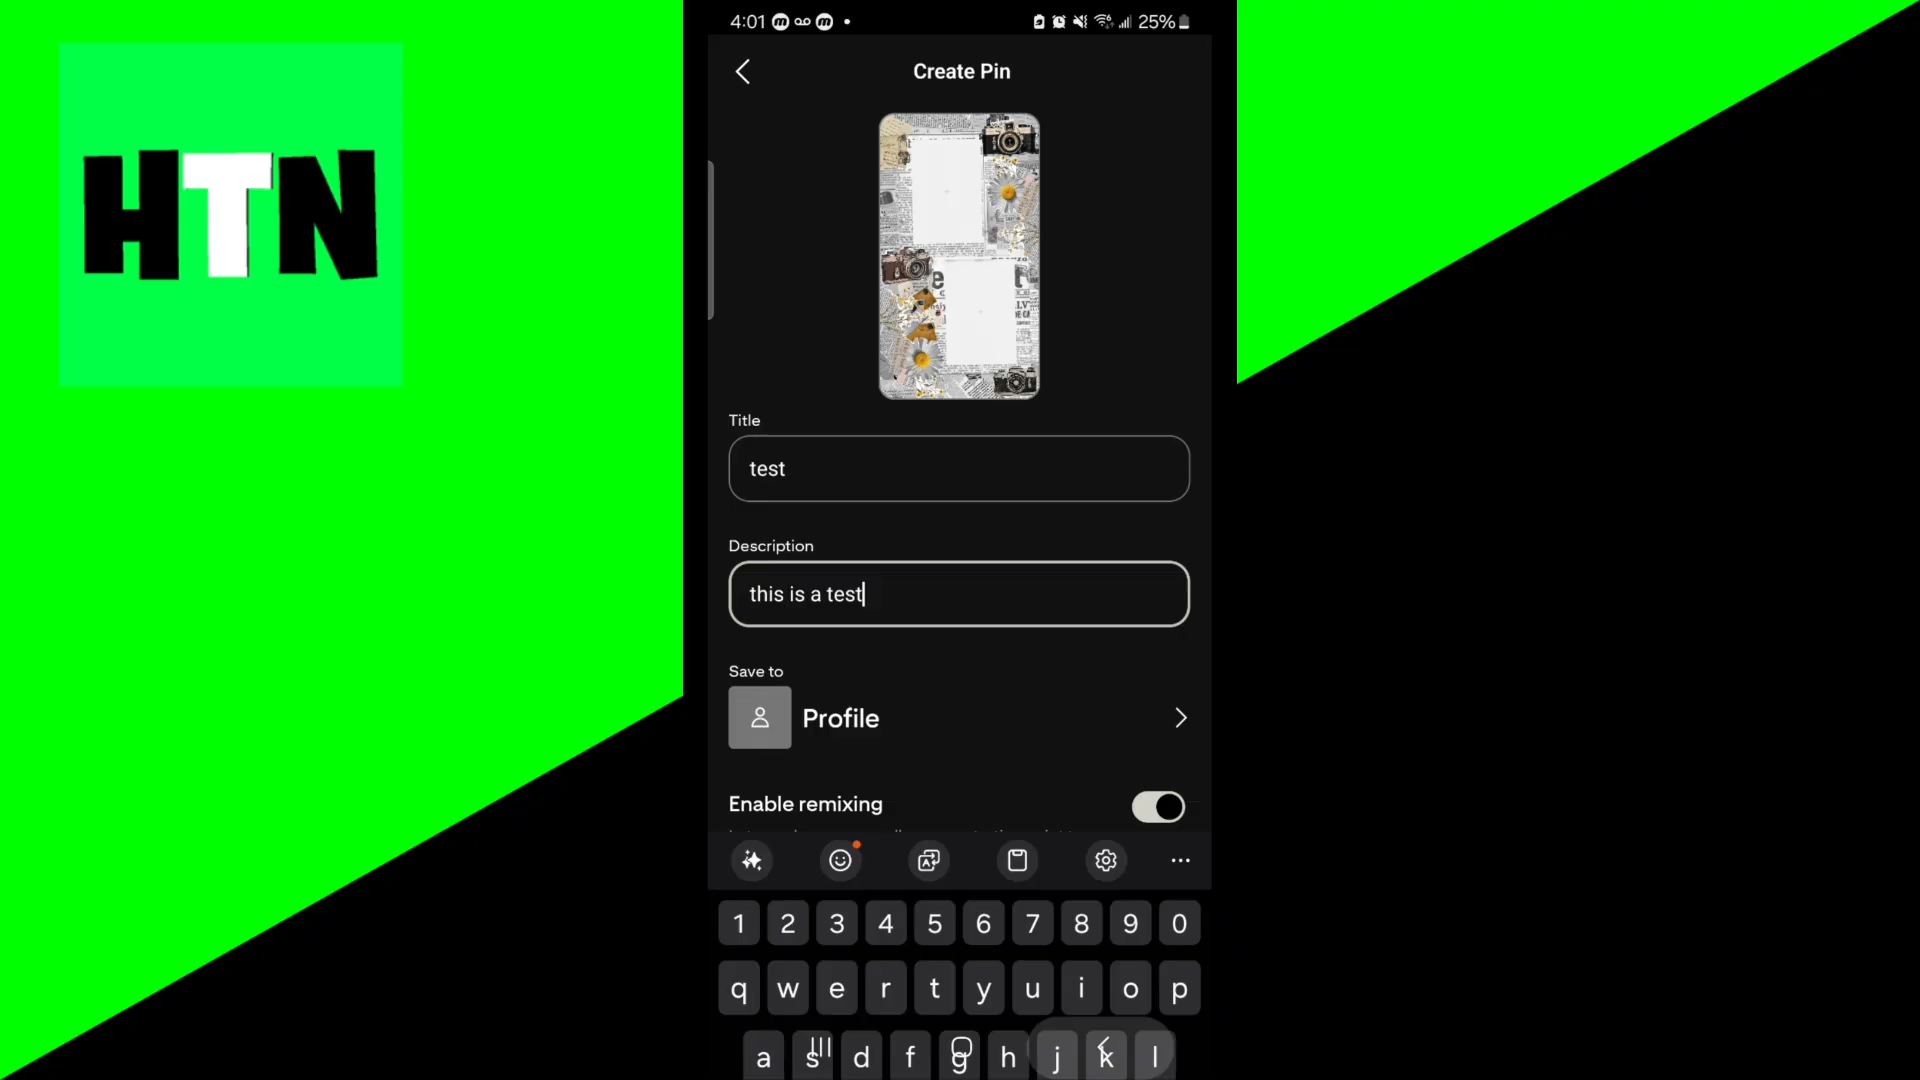 HTN
4:01
25%
Create Pin
Title
test
Description
this is a test
Save to
Profile
Enable remixing
1 2 3 4 5 6 7 8 9 0
q w e r t y u i o p
a s d f g h j k l